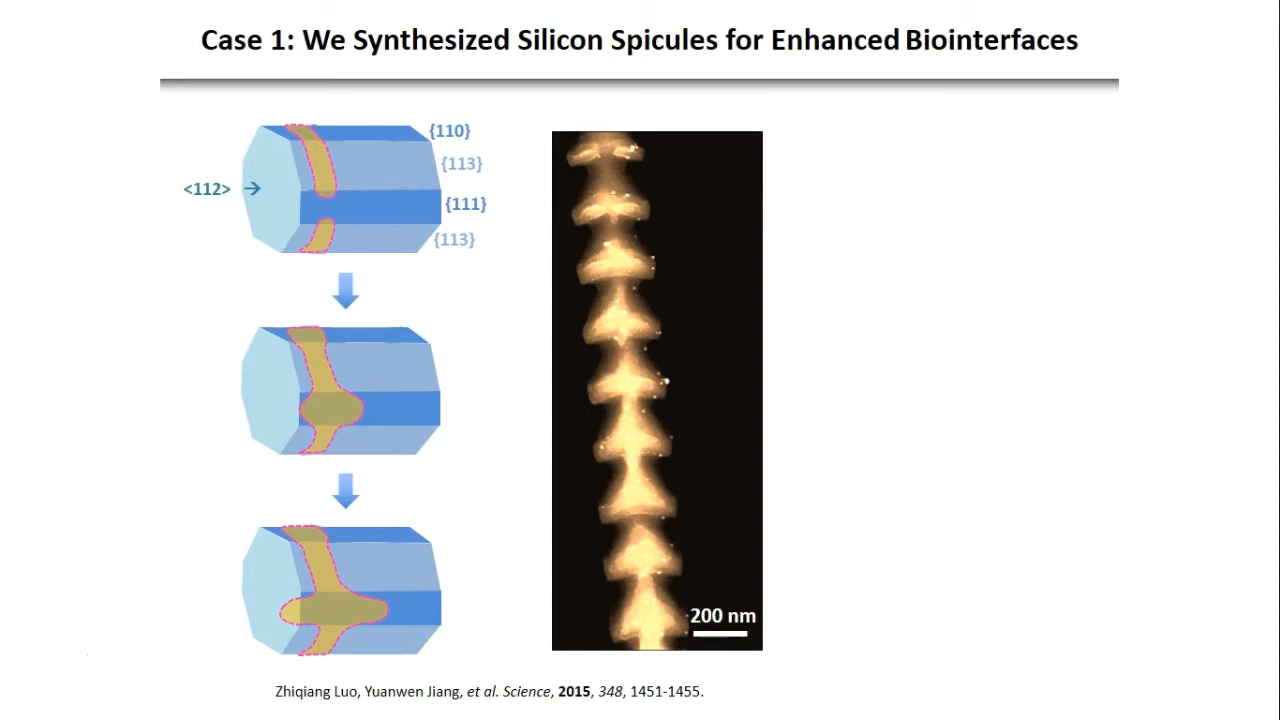 Case 1: We Synthesized Silicon Spicules for Enhanced Biointerfaces
{110}
{113}
<112>
{111}
{113}
200 nm
Zhiqiang Luo, Yuanwen Jiang, et al. Science, 2015, 348, 1451-1455.